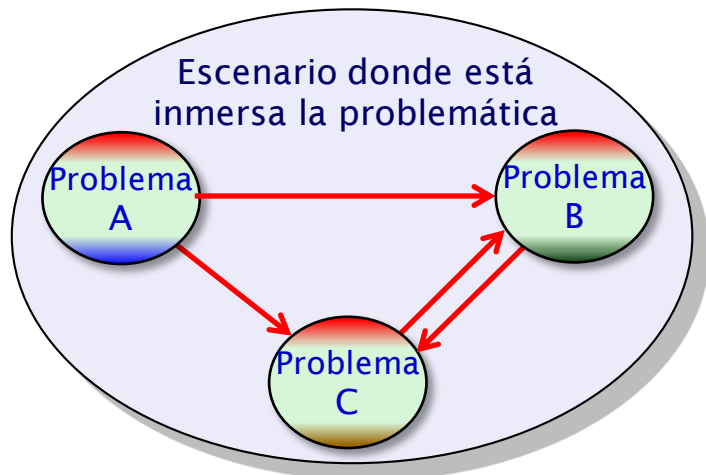 Escenario donde está
inmersa la problemática
Problema
A
Problema
B
Problema
C